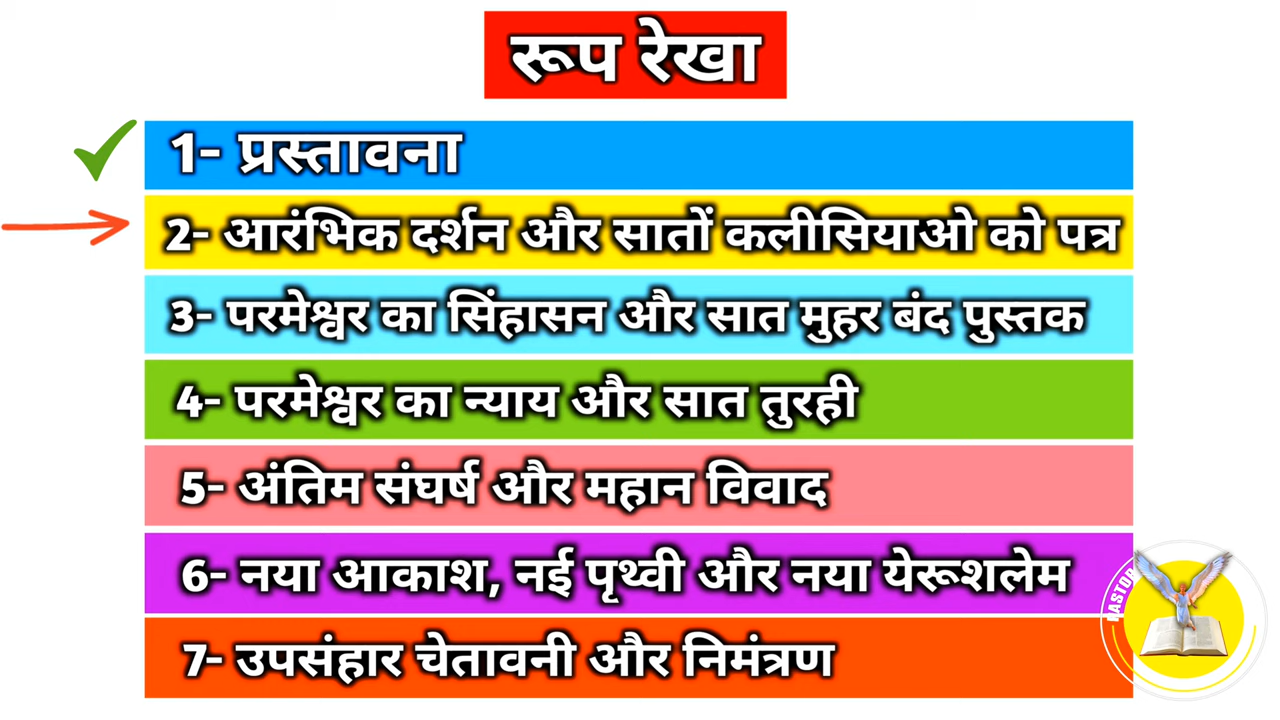 रूप रेखा
1- प्रस्तावना
2- आरंभिक दर्शन और सातों कलीसियाओ को पत्र
3- परमेश्वर का सिंहासन और सात मुहर बंद पुस्तक
4- परमेश्वर का न्याय और सात तुरही
5- अंतिम संघर्ष और महान विवाद
6- नया आकाश, नई पृथ्वी और नया येरूशलेम
7- उपसंहार चेतावनी और निमंत्रण
PASTOR